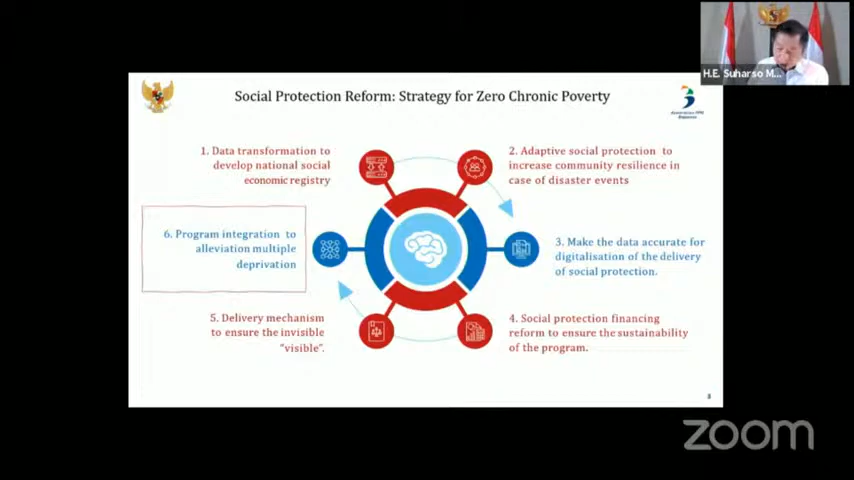 H.E. Suharso M...
Social Protection Reform: Strategy for Zero Chronic Poverty
1. Data transformation to
develop national social
economic registry
2. Adaptive social protection to
increase community resilience in
case of disaster events
3. Make the data accurate for
digitalisation of the delivery
of social protection.
4. Social protection financing
reform to ensure the sustainability
of the program.
5. Delivery mechanism
to ensure the invisible
"visible".
6. Program integration to
alleviation multiple
deprivation
zoom